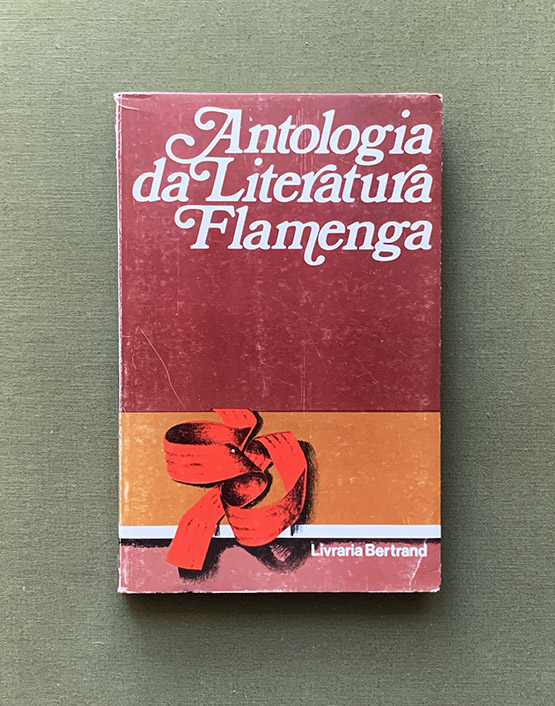 Antologia
da Literatura
Flamenga
Livraria Bertrand